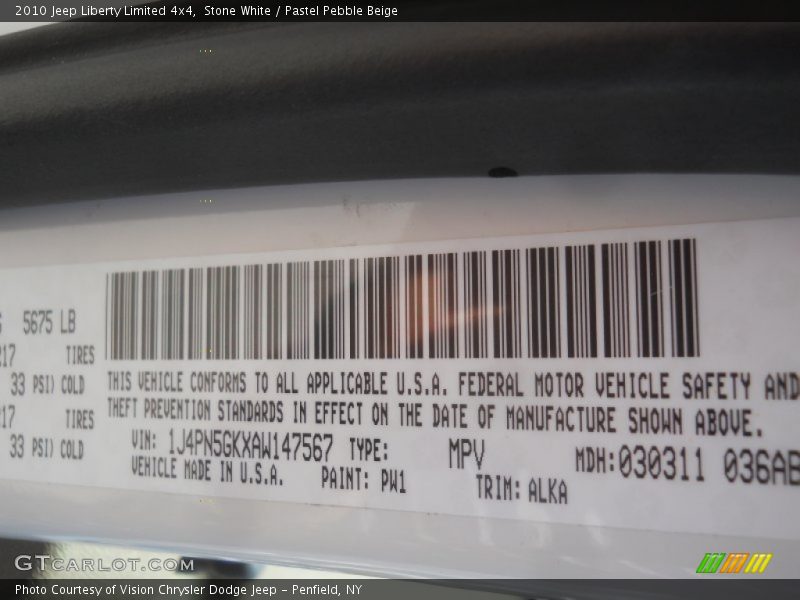 2010 Jeep Liberty Limited 4x4, Stone White / Pastel Pebble Beige
5675 LB
TIRES
33 PSI) COLD
TIRES
33 PSI) COLD
THIS VEHICLE CONFORMS TO ALL APPLICABLE U.S.A. FEDERAL MOTOR VEHICLE SAFETY AND
THEFT PREVENTION STANDARDS IN EFFECT ON THE DATE OF MANUFACTURE SHOWN ABOVE.
VIN: 1J4PN5GKXAW147567 TYPE: MPV MDH:030311 036AB
VEHICLE MADE IN U.S.A. PAINT: PW1 TRIM: ALKA
GTCARLOT.COM
Photo Courtesy of Vision Chrysler Dodge Jeep – Penfield, NY